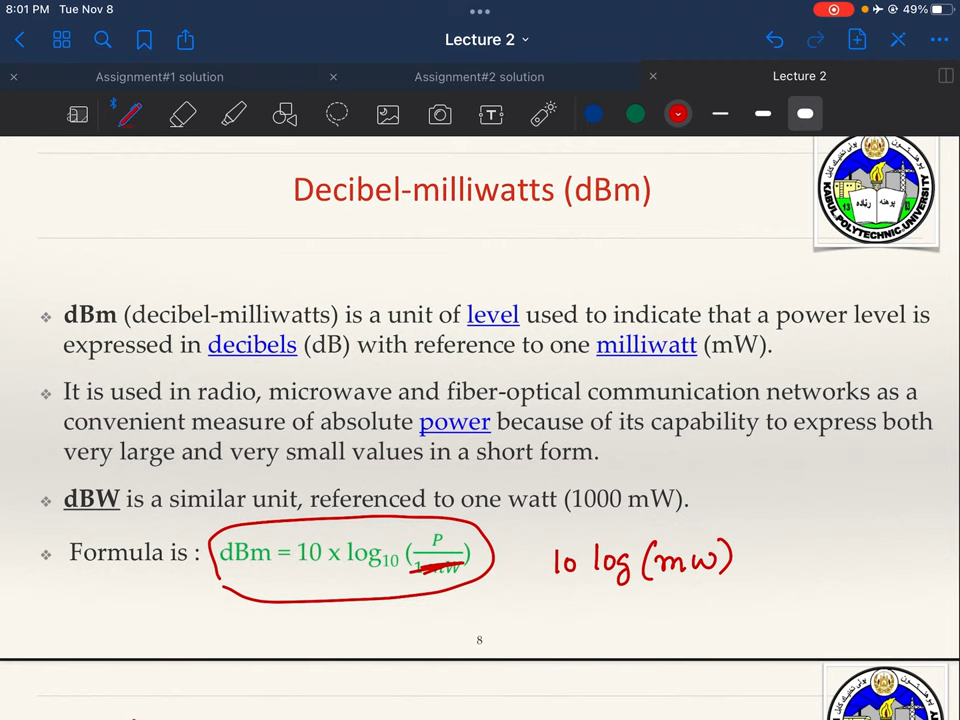 8:01 PM Tue Nov 8
49%
Lecture 2
Assignment#1 solution
Assignment#2 solution
Lecture 2
Decibel-milliwatts (dBm)
KABUL POLYTECHNIC UNIVERSITY
❖ dBm (decibel-milliwatts) is a unit of level used to indicate that a power level is
expressed in decibels (dB) with reference to one milliwatt (mW).
❖ It is used in radio, microwave and fiber-optical communication networks as a
convenient measure of absolute power because of its capability to express both
very large and very small values in a short form.
❖ dBW is a similar unit, referenced to one watt (1000 mW).
❖ Formula is : dBm = 10 x log10 (P/1 mW)
10 log (mw)
8